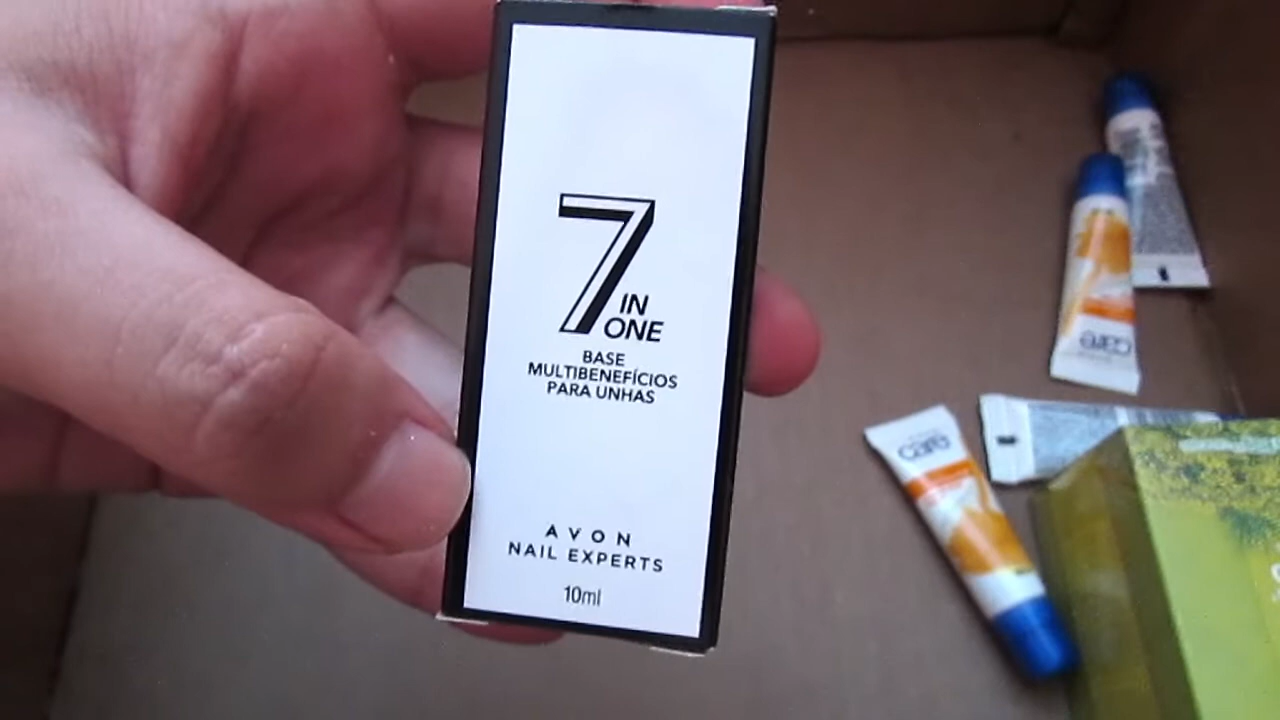 7 IN
ONE
BASE
MULTIBENEFÍCIOS
PARA UNHAS
AVON
NAIL EXPERTS
10ml
care
care